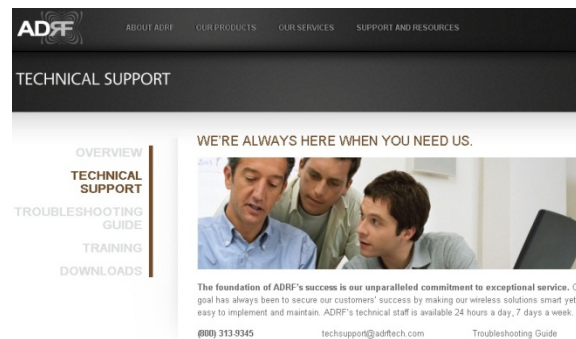 ADRF
ABOUT ADRF OUR PRODUCTS OUR SERVICES SUPPORT AND RESOURCES
TECHNICAL SUPPORT
OVERVIEW
TECHNICAL
SUPPORT
TROUBLESHOOTING
GUIDE
TRAINING
DOWNLOADS
WE'RE ALWAYS HERE WHEN YOU NEED US.
The foundation of ADRF's success is our unparalleled commitment to exceptional service.
goal has always been to secure our customers' success by making our wireless solutions smart yet
easy to implement and maintain. ADRF's technical staff is available 24 hours a day, 7 days a week.
(800) 313-9345 techsupport@adrftech.com Troubleshooting Guide